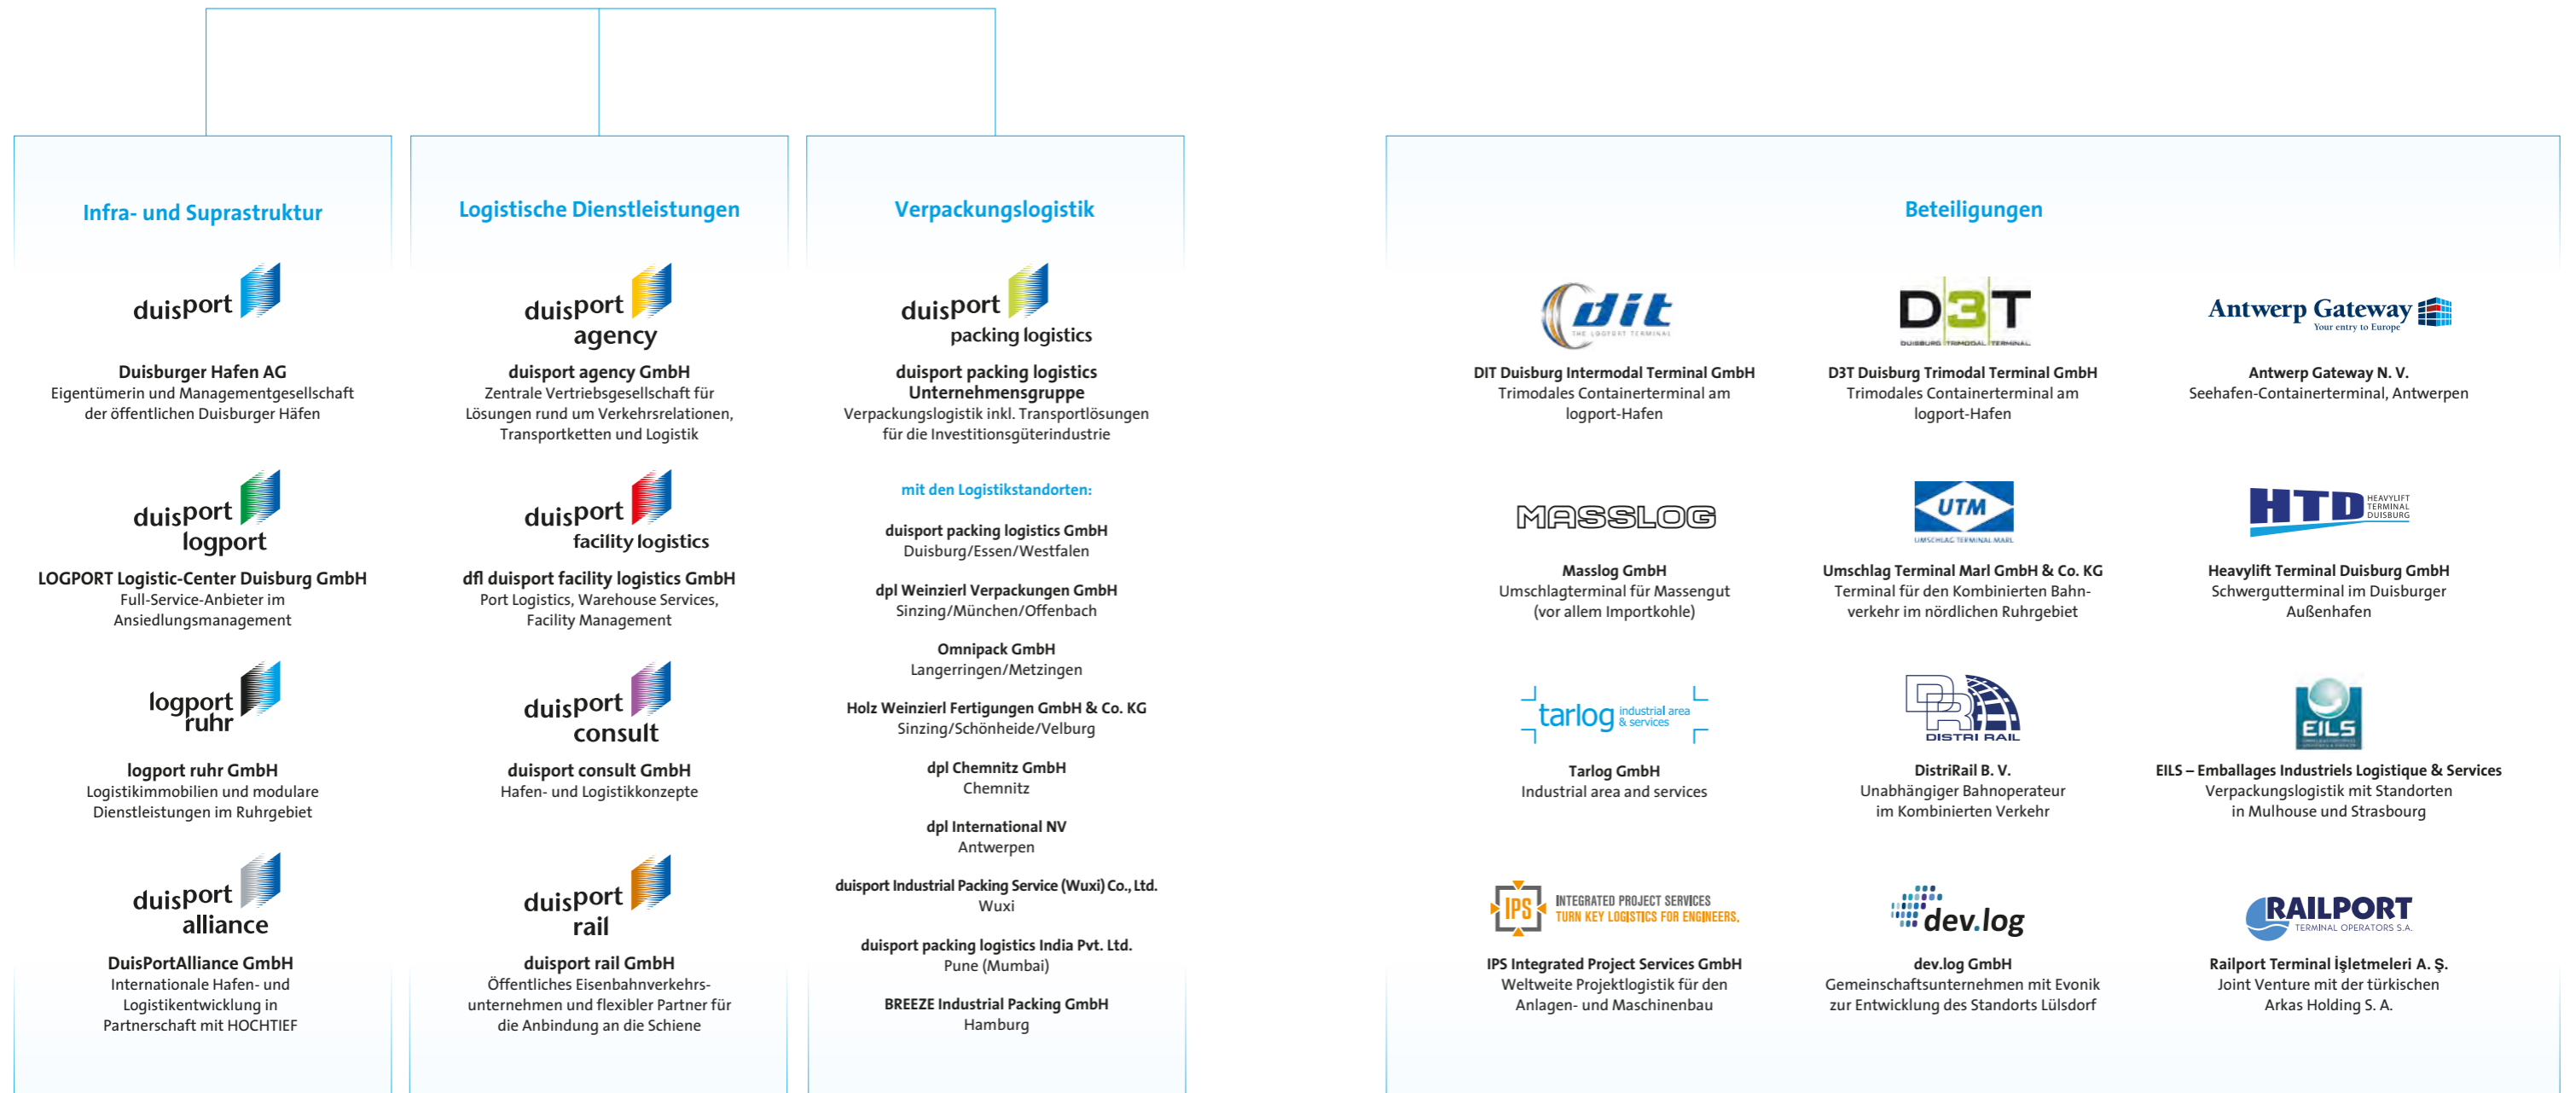 Infra- und Suprastruktur
duisport
Duisburger Hafen AG
Eigentümerin und Managementgesellschaft
der öffentlichen Duisburger Häfen
duisport
logport
LOGPORT Logistic-Center Duisburg GmbH
Full-Service-Anbieter im
Ansiedlungsmanagement
logport
ruhr
logport ruhr GmbH
Logistikimmobilien und modulare
Dienstleistungen im Ruhrgebiet
duisport
alliance
DuisPortAlliance GmbH
Internationale Hafen- und
Logistikentwicklung in
Partnerschaft mit HOCHTIEF
Logistische Dienstleistungen
duisport
agency
duisport agency GmbH
Zentrale Vertriebsgesellschaft für
Lösungen rund um Verkehrsrelationen,
Transportketten und Logistik
duisport
facility logistics
dfl duisport facility logistics GmbH
Port Logistics, Warehouse Services,
Facility Management
duisport
consult
duisport consult GmbH
Hafen- und Logistikkonzepte
duisport
rail
duisport rail GmbH
Öffentliches Eisenbahnverkehrs-
unternehmen und flexibler Partner für
die Anbindung an die Schiene
Verpackungslogistik
duisport
packing logistics
duisport packing logistics
Unternehmensgruppe
Verpackungslogistik inkl. Transportlösungen
für die Investitionsgüterindustrie
mit den Logistikstandorten:
duisport packing logistics GmbH
Duisburg/Essen/Westfalen
dpl Weinzierl Verpackungen GmbH
Sinzing/München/Offenbach
Omnipack GmbH
Langerringen/Metzingen
Holz Weinzierl Fertigungen GmbH & Co. KG
Sinzing/Schönheide/Velburg
dpl Chemnitz GmbH
Chemnitz
dpl International NV
Antwerpen
duisport Industrial Packing Service (Wuxi) Co., Ltd.
Wuxi
duisport packing logistics India Pvt. Ltd.
Pune (Mumbai)
BREEZE Industrial Packing GmbH
Hamburg
Beteiligungen
dit
THE LOGPORT TERMINAL
DIT Duisburg Intermodal Terminal GmbH
Trimodales Containerterminal am
logport-Hafen
D3T
DUISBURG TRIMODAL TERMINAL
D3T Duisburg Trimodal Terminal GmbH
Trimodales Containerterminal am
logport-Hafen
Antwerp Gateway
Your entry to Europe
Antwerp Gateway N. V.
Seehafen-Containerterminal, Antwerpen
MASSLOG
Masslog GmbH
Umschlagterminal für Massengut
(vor allem Importkohle)
UTM
UMSCHLAG TERMINAL MARL
Umschlag Terminal Marl GmbH & Co. KG
Terminal für den Kombinierten Bahn-
verkehr im nördlichen Ruhrgebiet
HTD
HEAVYLIFT
TERMINAL
DUISBURG
Heavylift Terminal Duisburg GmbH
Schwergutterminal im Duisburger
Außenhafen
tarlog
industrial area
& services
Tarlog GmbH
Industrial area and services
DR
DISTRI RAIL
DistriRail B. V.
Unabhängiger Bahnoperateur
im Kombinierten Verkehr
EILS
EILS – Emballages Industriels Logistique & Services
Verpackungslogistik mit Standorten
in Mulhouse und Strasbourg
IPS
INTEGRATED PROJECT SERVICES
TURN KEY LOGISTICS FOR ENGINEERS.
IPS Integrated Project Services GmbH
Weltweite Projektlogistik für den
Anlagen- und Maschinenbau
dev.log
dev.log GmbH
Gemeinschaftsunternehmen mit Evonik
zur Entwicklung des Standorts Lülsdorf
RAILPORT
TERMINAL OPERATORS S.A.
Railport Terminal İşletmeleri A. Ş.
Joint Venture mit der türkischen
Arkas Holding S. A.